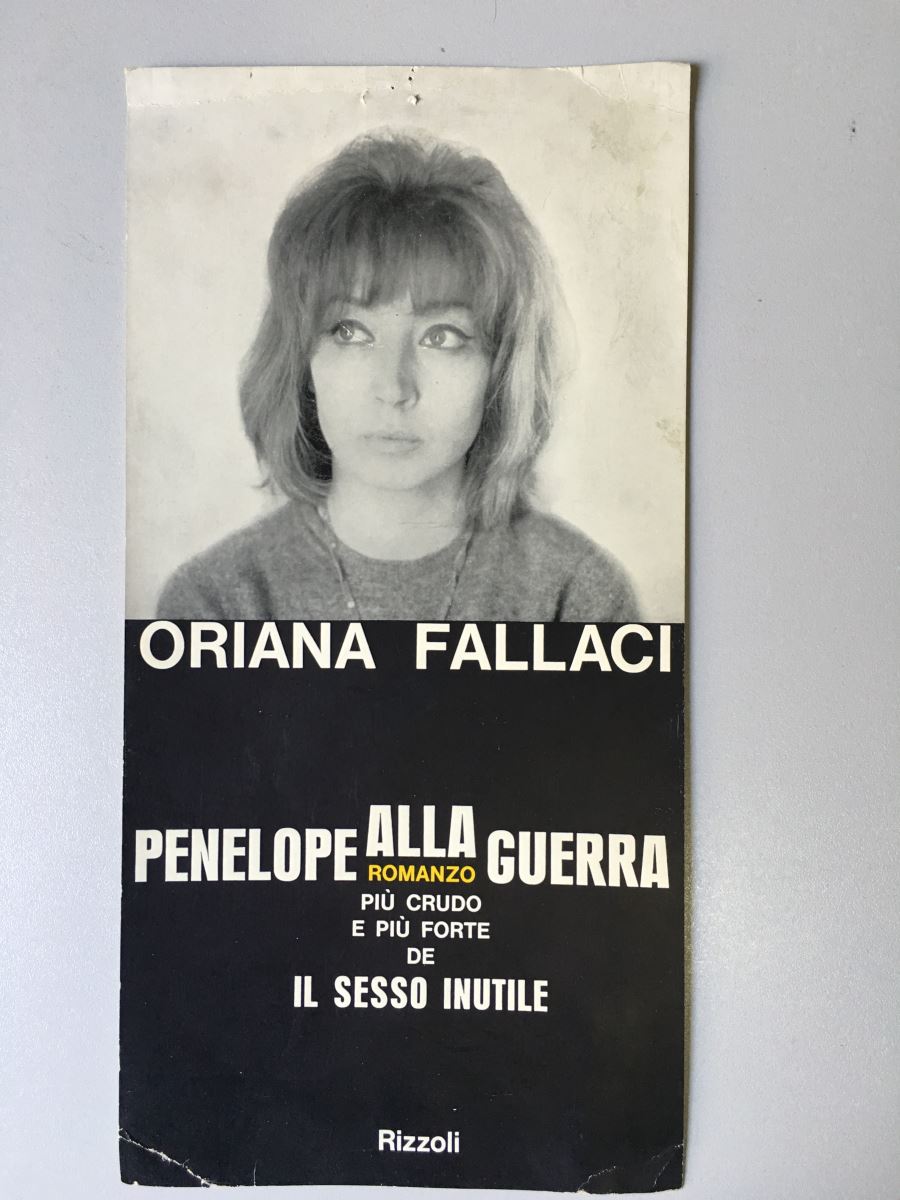 ORIANA FALLACI
PENELOPE ALLA GUERRA
ROMANZO
PIÙ CRUDO
E PIÙ FORTE
DE
IL SESSO INUTILE
Rizzoli